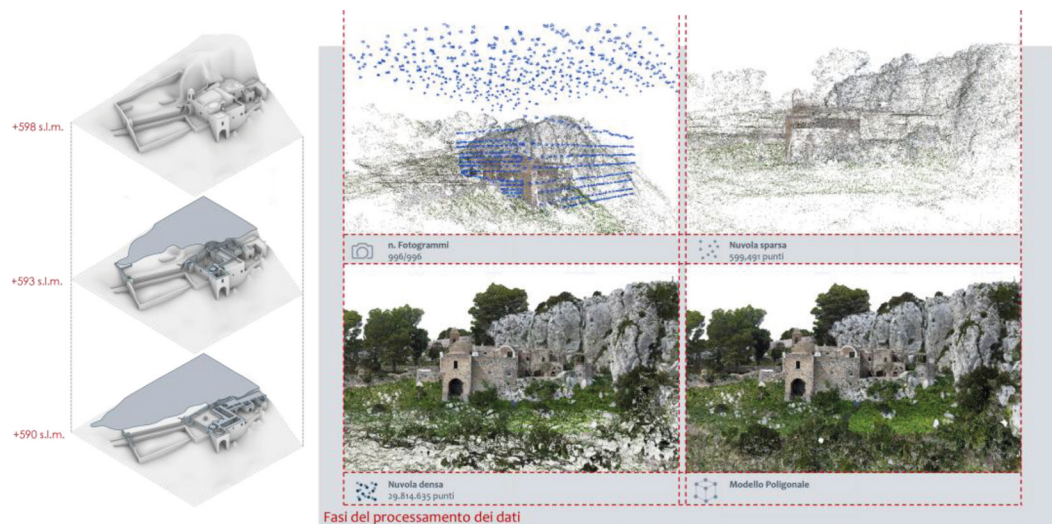 +598 s.l.m.
+593 s.l.m.
+590 s.l.m.
n. Fotogrammi
996/996
Nuvola sparsa
599,491 punti
Nuvola densa
29.814.635 punti
Modello Poligonale
Fasi del processamento dei dati